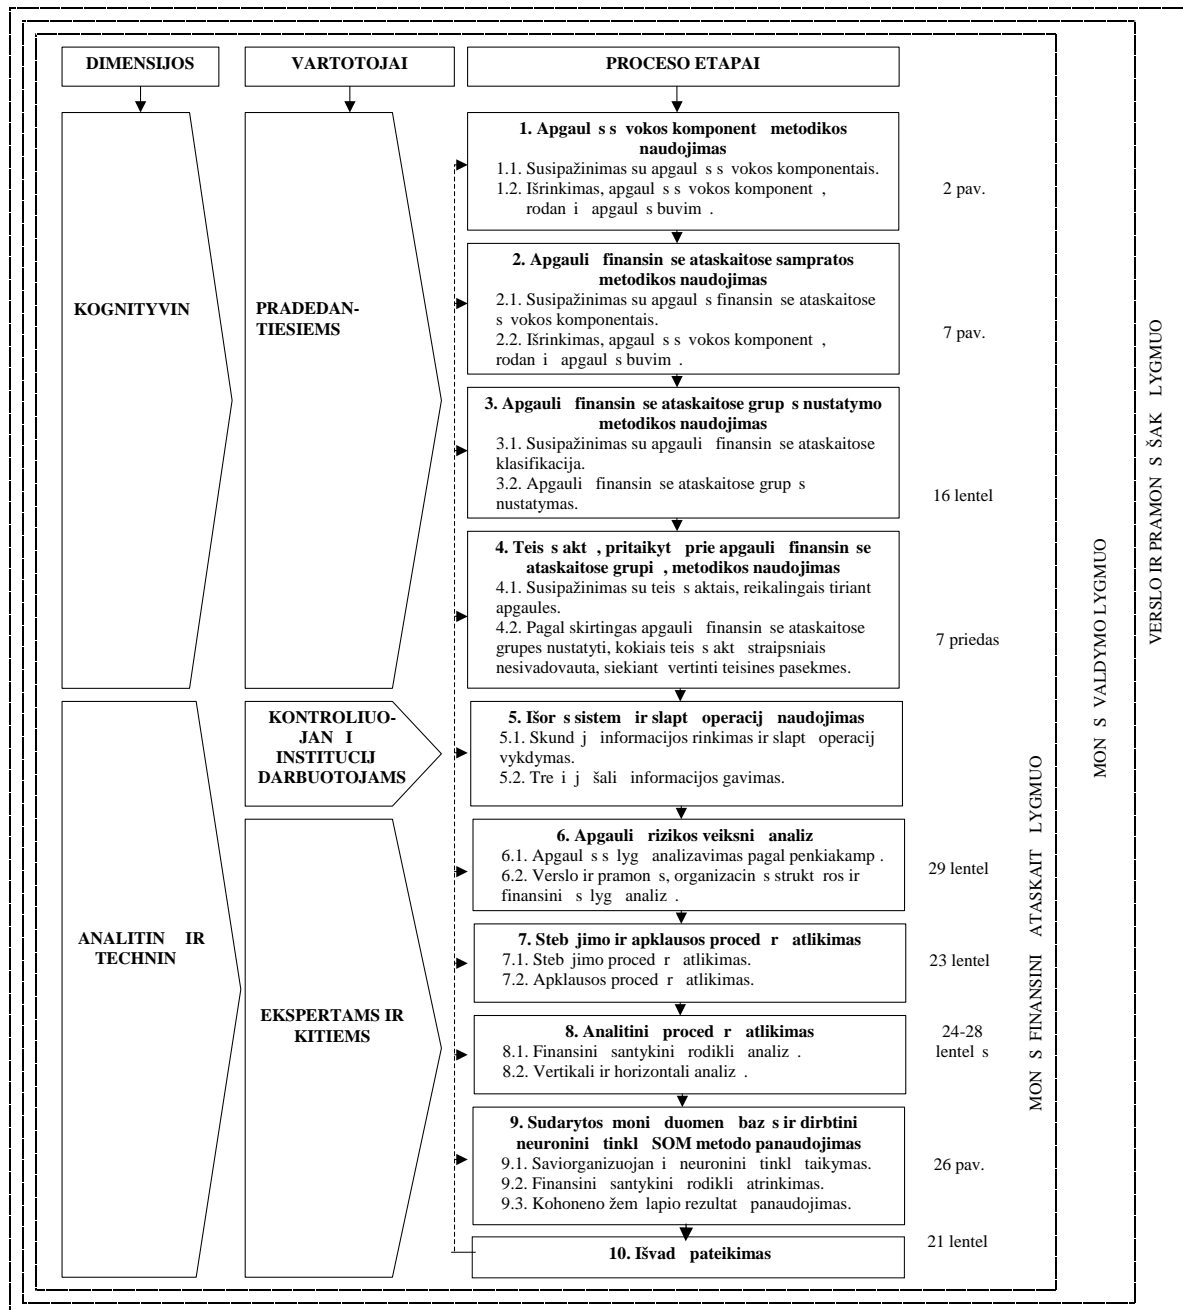 DIMENSIJOS
VARTOTOJAI
PROCESO ETAPAI
KOGNITYVIN
PRADEDAN-
TIESIEMS
1. Apgaul s s vokos komponent metodikos
naudojimas
1.1. Susipažinimas su apgaul s s vokos komponentais.
1.2. Išrinkimas, apgaul s s vokos komponent ,
rodan i apgaul s buvim .
2 pav.
2. Apgauli finansin se ataskaitose sampratos
metodikos naudojimas
2.1. Susipažinimas su apgaul s finansin se ataskaitose
s vokos komponentais.
2.2. Išrinkimas, apgaul s s vokos komponent ,
rodan i apgaul s buvim .
7 pav.
3. Apgauli finansin se ataskaitose grup s nustatymo
metodikos naudojimas
3.1. Susipažinimas su apgauli finansin se ataskaitose
klasifikacija.
3.2. Apgauli finansin se ataskaitose grup s
nustatymas.
16 lentel
4. Teis s akt , pritaikyt prie apgauli finansin se
ataskaitose grupi , metodikos naudojimas
4.1. Susipažinimas su teis s aktais, reikalingais tiriant
apgaules.
4.2. Pagal skirtingas apgauli finansin se ataskaitose
grupes nustatyti, kokiais teis s akt straipsniais
nesivadovauta, siekiant vertinti teisines pasekmes.
7 priedas
ANALITIN IR
TECHNIN
KONTROLIUO-
JAN I
INSTITUCIJ
DARBUOTOJAMS
5. Išor s sistem ir slapt operacij naudojimas
5.1. Skund j informacijos rinkimas ir slapt operacij
vykdymas.
5.2. Tre i j šali informacijos gavimas.
EKSPERTAMS IR
KITIEMS
6. Apgauli rizikos veiksni analiz
6.1. Apgaul s s lyg analizavimas pagal penkiakamp .
6.2. Verslo ir pramon s, organizacin s strukt ros ir
finansini s lyg analiz .
29 lentel
7. Steb jimo ir apklausos proced r atlikimas
7.1. Steb jimo proced r atlikimas.
7.2. Apklausos proced r atlikimas.
23 lentel
8. Analitini proced r atlikimas
8.1. Finansini santykini rodikli analiz .
8.2. Vertikali ir horizontali analiz .
24-28
lentel s
9. Sudarytos moni duomen baz s ir dirbtini
neuronini tinkl SOM metodo panaudojimas
9.1. Saviorganizuojan i neuronini tinkl taikymas.
9.2. Finansini santykini rodikli atrinkimas.
9.3. Kohoneno žem lapio rezultat panaudojimas.
26 pav.
10. Išvad pateikimas
21 lentel
MON S FINANSINI ATASKAIT LYGMUO
MON S VALDYMO LYGMUO
VERSLO IR PRAMON S ŠAK LYGMUO